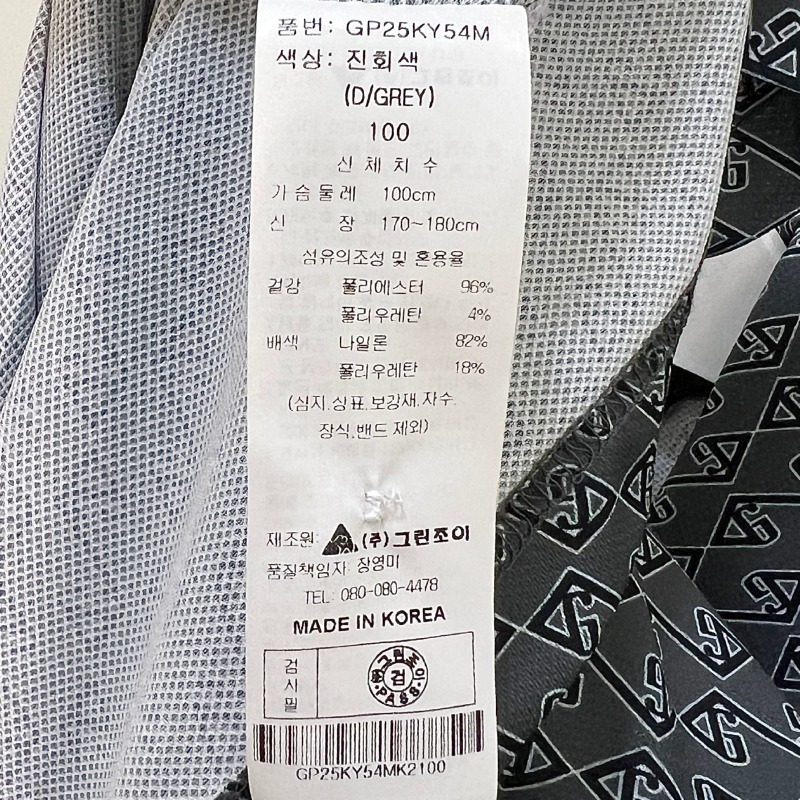 품번: GP25KY54M
색상: 진회색
(D/GREY)
100
신 체 치 수
가슴둘레 100cm
신 장 170~180cm
섬유의조성 및 혼용율
겉감 폴리에스터 96%
폴리우레탄 4%
배색 나일론 82%
폴리우레탄 18%
(심지,상표,보강재,자수,
장식,밴드 제외)
제조원: (주)그린조이
품질책임자: 장영미
TEL: 080-080-4478
MADE IN KOREA
검사필
㈜그린조이
검
PASS
GP25KY54MK2100